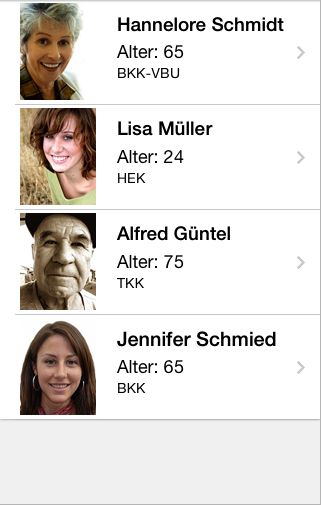 Hannelore Schmidt
Alter: 65
BKK-VBU
Lisa Müller
Alter: 24
HEK
Alfred Güntel
Alter: 75
TKK
Jennifer Schmied
Alter: 65
BKK